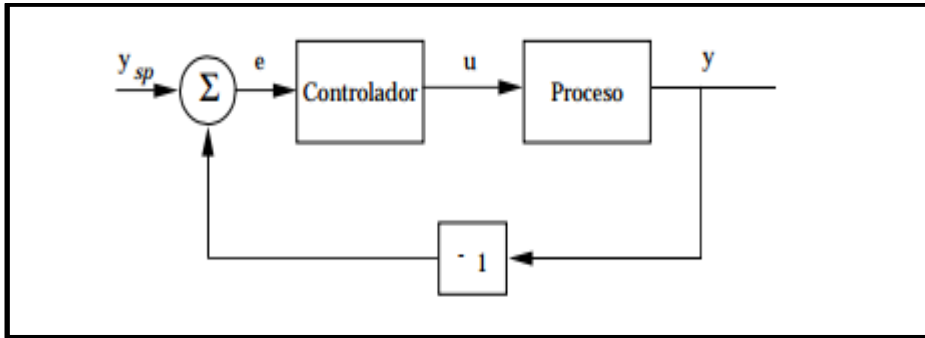 y sp
Σ
e
Controlador
u
Proceso
y
- 1